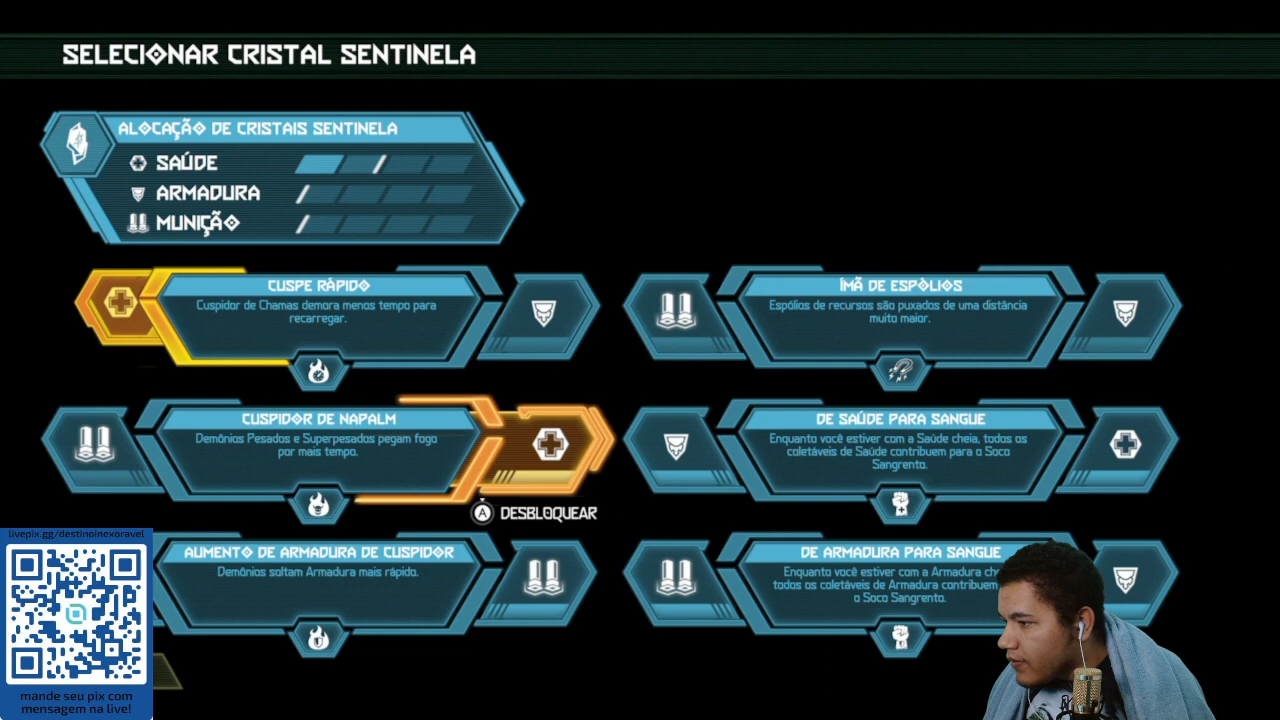 SELECIONAR CRISTAL SENTINELA
ALOCAÇÃO DE CRISTAIS SENTINELA
SAÚDE
ARMADURA
MUNIÇÃO
CUSPE RÁPIDO
Cuspidor de Chamas demora menos tempo para
recarregar.
ÍMÃ DE ESPÓLIOS
Espólios de recursos são puxados de uma distância
muito maior.
CUSPIDOR DE NAPALM
Demônios Pesados e Superpesados pegam fogo
por mais tempo.
DE SAÚDE PARA SANGUE
Enquanto você estiver com a Saúde cheia, todos os
coletáveis de Saúde contribuem para o Soco
Sangrento.
A DESBLOQUEAR
AUMENTO DE ARMADURA DE CUSPIDOR
Demônios soltam Armadura mais rápido.
DE ARMADURA PARA SANGUE
Enquanto você estiver com a Armadura
todos os coletáveis de Armadura contribuem
o Soco Sangrento.
livepix.gg/destinoinexoravel
mande seu pix com
mensagem na live!